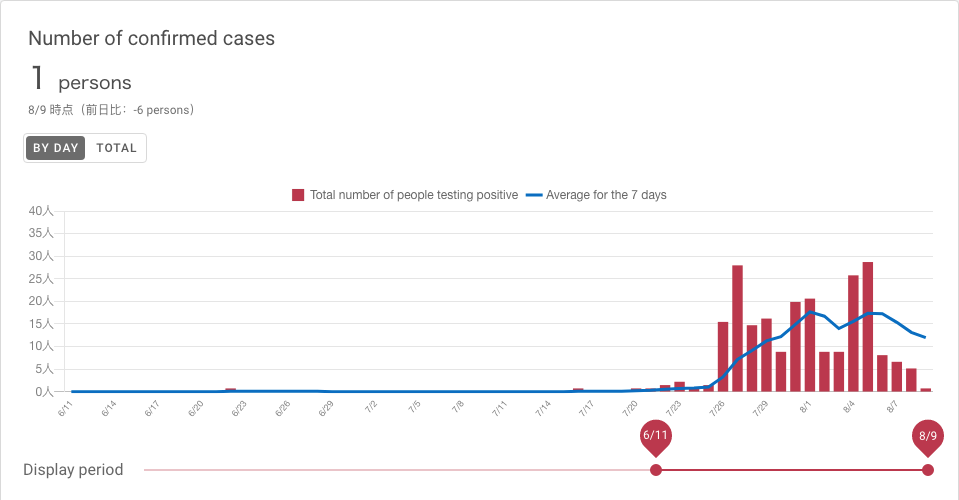 Number of confirmed cases
1 persons
8/9 時点（前日比：-6 persons）
BY DAY TOTAL
Total number of people testing positive Average for the 7 days
40人
35人
30人
25人
20人
15人
10人
5人
0人
6/11 6/14 6/17 6/20 6/23 6/26 6/29 7/2 7/5 7/8 7/11 7/14 7/17 7/20 7/23 7/26 7/29 8/1 8/4 8/7
6/11 8/9
Display period